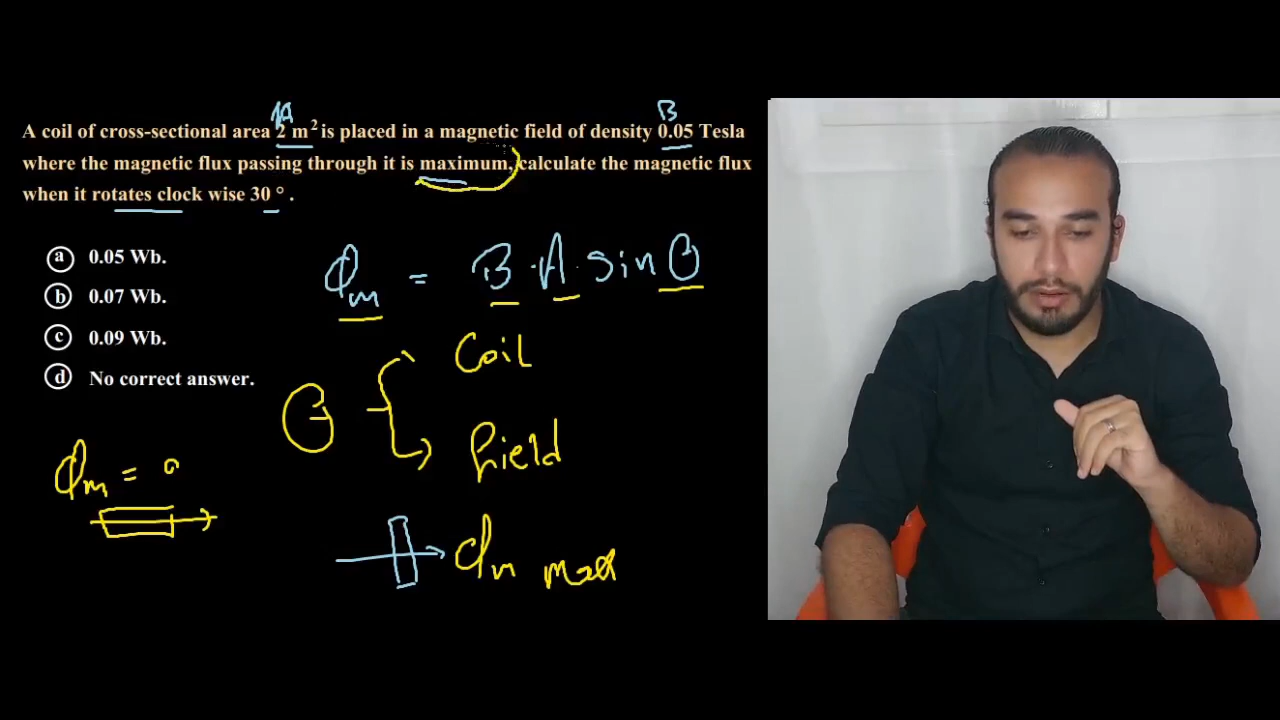 A B
A coil of cross-sectional area 2 m² is placed in a magnetic field of density 0.05 Tesla
where the magnetic flux passing through it is maximum, calculate the magnetic flux
when it rotates clock wise 30 ° .
a 0.05 Wb.
b 0.07 Wb.
c 0.09 Wb.
d No correct answer.
ϕm = B · A · sin θ
θ
Coil
field
ϕm = 0
ϕm max